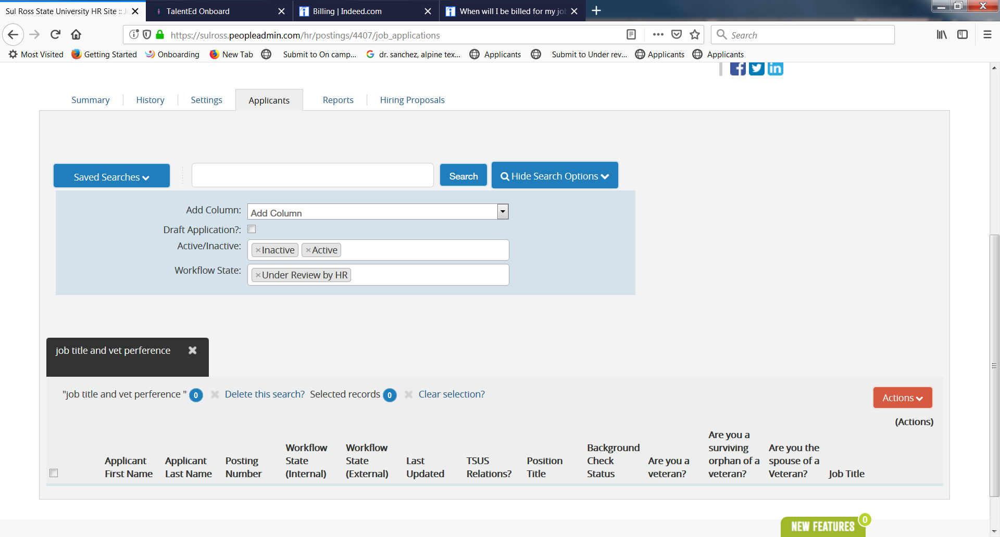 Sul Ross State University HR Site :: J
TalentEd Onboard
Billing | Indeed.com
When will I be billed for my job
https://sulross.peopleadmin.com/hr/postings/4407/job_applications
Search
Most Visited
Getting Started
Onboarding
New Tab
Submit to On camp...
dr. sanchez, alpine tex...
Applicants
Submit to Under rev...
Applicants
Applicants
Summary
History
Settings
Applicants
Reports
Hiring Proposals
Saved Searches
Search
Hide Search Options
Add Column:
Add Column
Draft Application?:
Active/Inactive:
×Inactive ×Active
Workflow State:
×Under Review by HR
job title and vet perference
"job title and vet perference " 0 Delete this search? Selected records 0 Clear selection?
Actions
(Actions)
Applicant
First Name
Applicant
Last Name
Posting
Number
Workflow
State
(Internal)
Workflow
State
(External)
Last
Updated
TSUS
Relations?
Position
Title
Background
Check
Status
Are you a
veteran?
Are you a
surviving
orphan of a
veteran?
Are you the
spouse of a
Veteran?
Job Title
NEW FEATURES 0